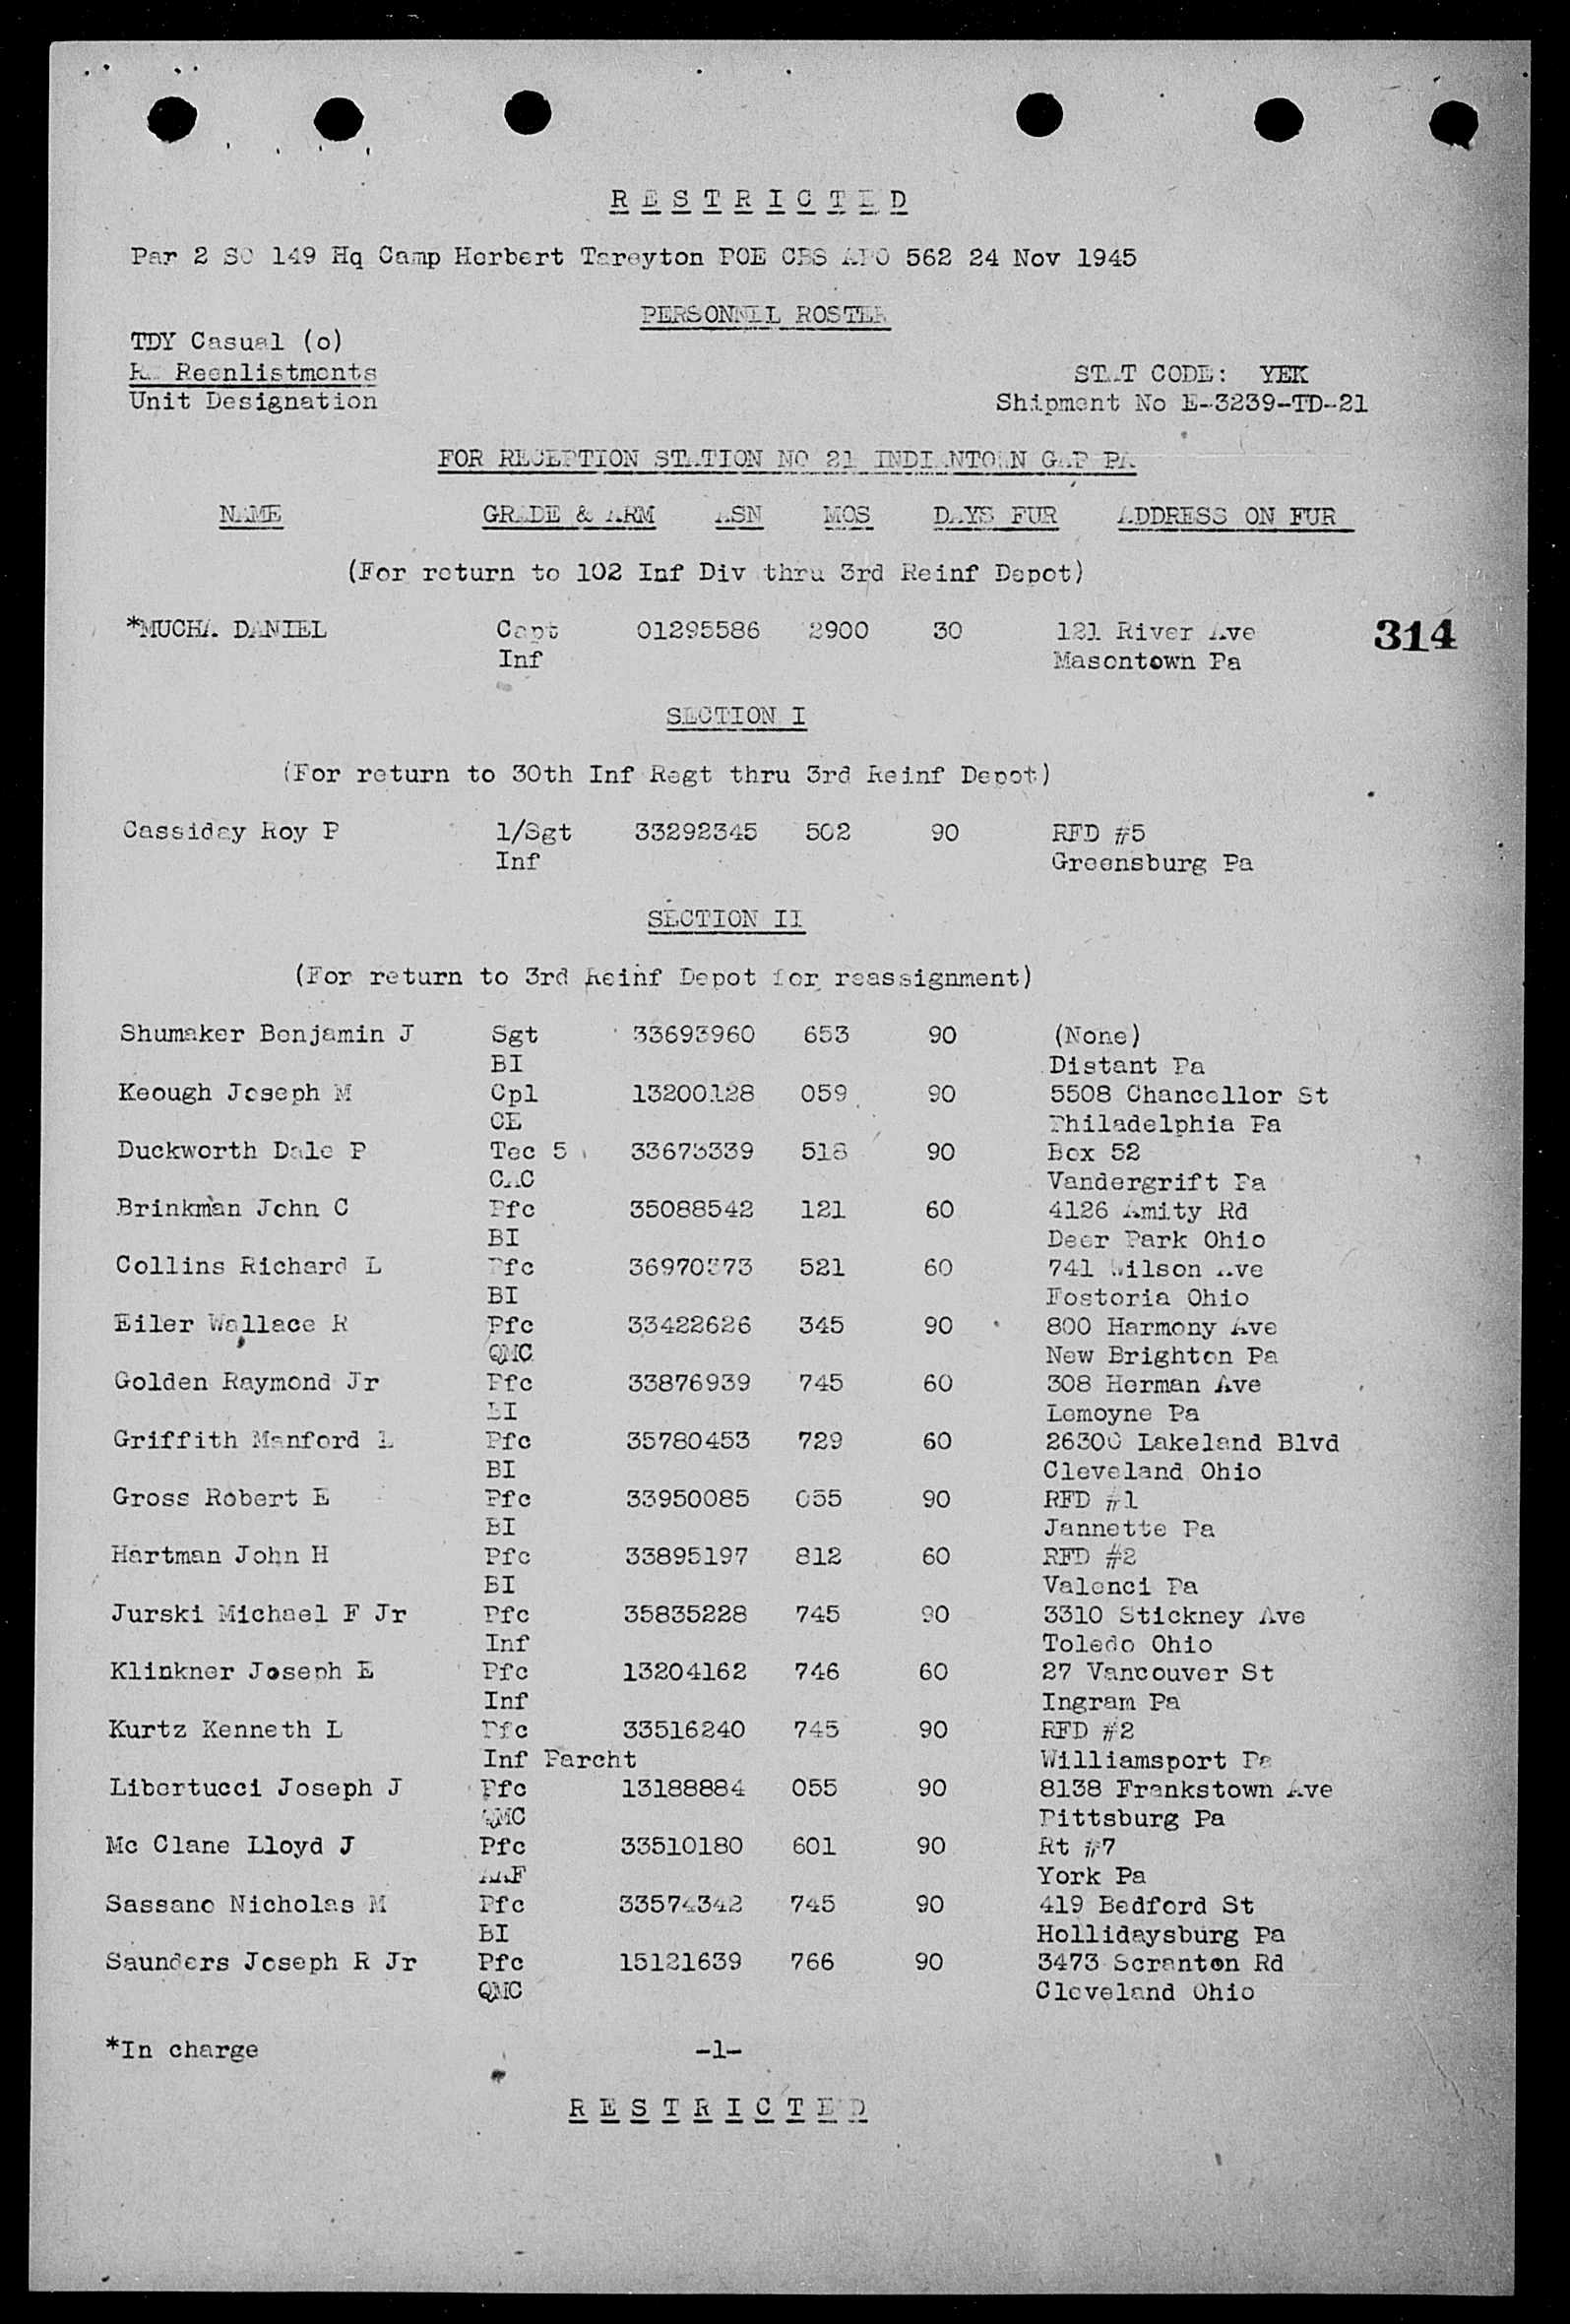 RESTRICTED
Par 2 SO 149 Hq Camp Herbert Tareyton POE CBS APO 562 24 Nov 1945
PERSONNEL ROSTER
TDY Casual (o)
RA Reenlistments
Unit Designation
STAT CODE: YEK
Shipment No E-3239-TD-21
FOR RECEPTION STATION NO 21 INDIANTOWN GAP PA
NAME GRADE & ARM ASN MOS DAYS FUR ADDRESS ON FUR
(For return to 102 Inf Div thru 3rd Reinf Depot)
*MUCHA DANIEL Capt 01295586 2900 30 121 River Ave 314
Inf Masontown Pa
SECTION I
(For return to 30th Inf Regt thru 3rd Reinf Depot)
Cassiday Roy P 1/Sgt 33292345 502 90 RFD #5
Inf Greensburg Pa
SECTION II
(For return to 3rd Reinf Depot for reassignment)
Shumaker Benjamin J Sgt 33693960 653 90 (None)
BI Distant Pa
Keough Joseph M Cpl 13200128 059 90 5508 Chancellor St
CE Philadelphia Pa
Duckworth Dale P Tec 5 33673339 518 90 Box 52
CAC Vandergrift Pa
Brinkman John C Pfc 35088542 121 60 4126 Amity Rd
BI Deer Park Ohio
Collins Richard L Pfc 521 60 741 Wilson Ave
BI Fostoria Ohio
Eiler Wallace R Pfc 33422626 345 90 800 Harmony Ave
QMC New Brighton Pa
Golden Raymond Jr Pfc 33876939 745 60 308 Herman Ave
BI Lemoyne Pa
Griffith Manford L Pfc 35780453 729 60 26300 Lakeland Blvd
BI Cleveland Ohio
Gross Robert E Pfc 33950085 055 90 RFD #1
BI Jannette Pa
Hartman John H Pfc 33895197 812 60 RFD #2
BI Valenci Pa
Jurski Michael F Jr Pfc 35835228 745 90 3310 Stickney Ave
Inf Toledo Ohio
Klinkner Joseph E Pfc 13204162 746 60 27 Vancouver St
Inf Ingram Pa
Kurtz Kenneth L Pfc 33516240 745 90 RFD #2
Inf Parcht Williamsport Pa
Libertucci Joseph J Pfc 13188884 055 90 8138 Frankstown Ave
QMC Pittsburg Pa
Mc Clane Lloyd J Pfc 33510180 601 90 Rt #7
AAF York Pa
Sassano Nicholas M Pfc 33574342 745 90 419 Bedford St
BI Hollidaysburg Pa
Saunders Joseph R Jr Pfc 15121639 766 90 3473 Scranton Rd
QMC Cleveland Ohio
*In charge -1-
RESTRICTED